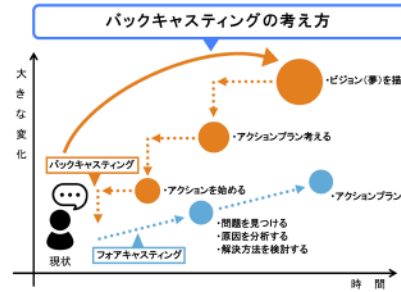 バックキャスティングの考え方
大きな変化
・ビジョン(夢)を描
・アクションプラン考える
バックキャスティング
・アクションを始める
・アクションプラン
・問題を見つける
・原因を分析する
・解決方法を検討する
フォアキャスティング
現状
時間